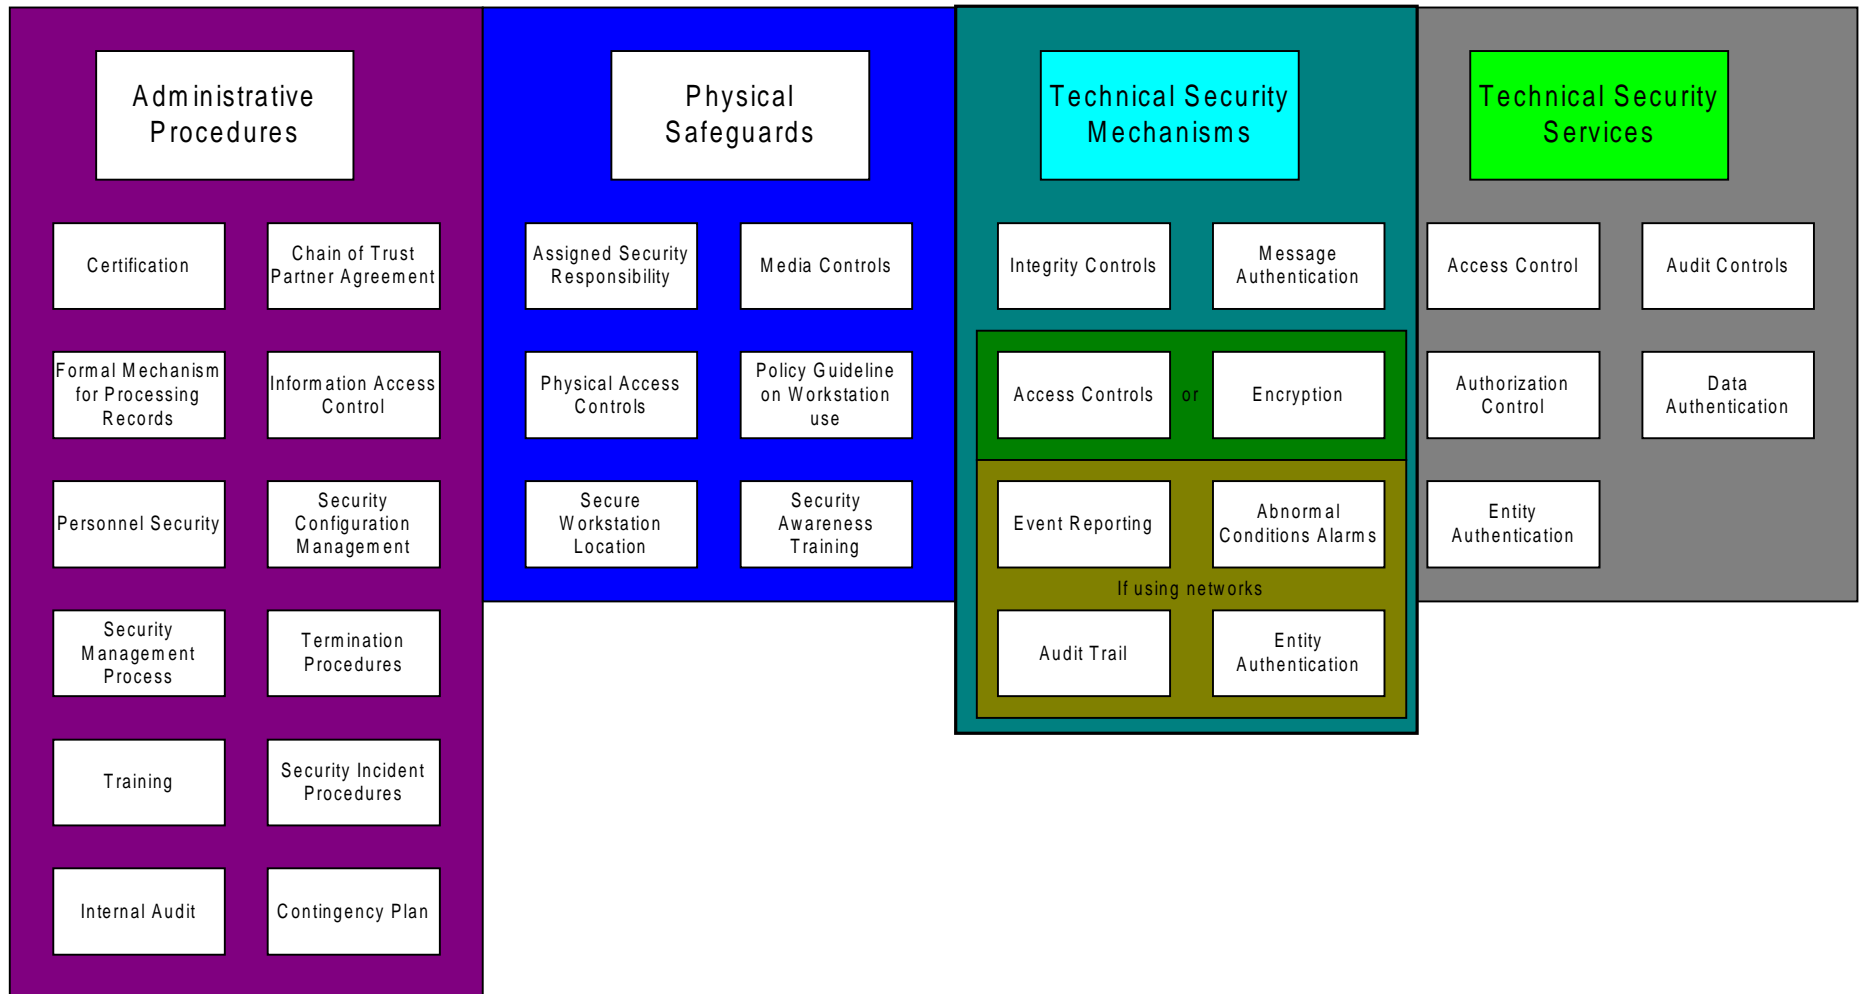 Administrative
Procedures
Physical
Safeguards
Technical Security
Mechanisms
Technical Security
Services
Certification
Chain of Trust
Partner Agreement
Assigned Security
Responsibility
Media Controls
Integrity Controls
Message
Authentication
Access Control
Audit Controls
Formal Mechanism
for Processing
Records
Information Access
Control
Physical Access
Controls
Policy Guideline
on Workstation
use
Access Controls
or
Encryption
Authorization
Control
Data
Authentication
Personnel Security
Security
Configuration
Management
Secure
Workstation
Location
Security
Awareness
Training
Event Reporting
Abnormal
Conditions Alarms
Entity
Authentication
If using networks
Security
Management
Process
Termination
Procedures
Audit Trail
Entity
Authentication
Training
Security Incident
Procedures
Internal Audit
Contingency Plan